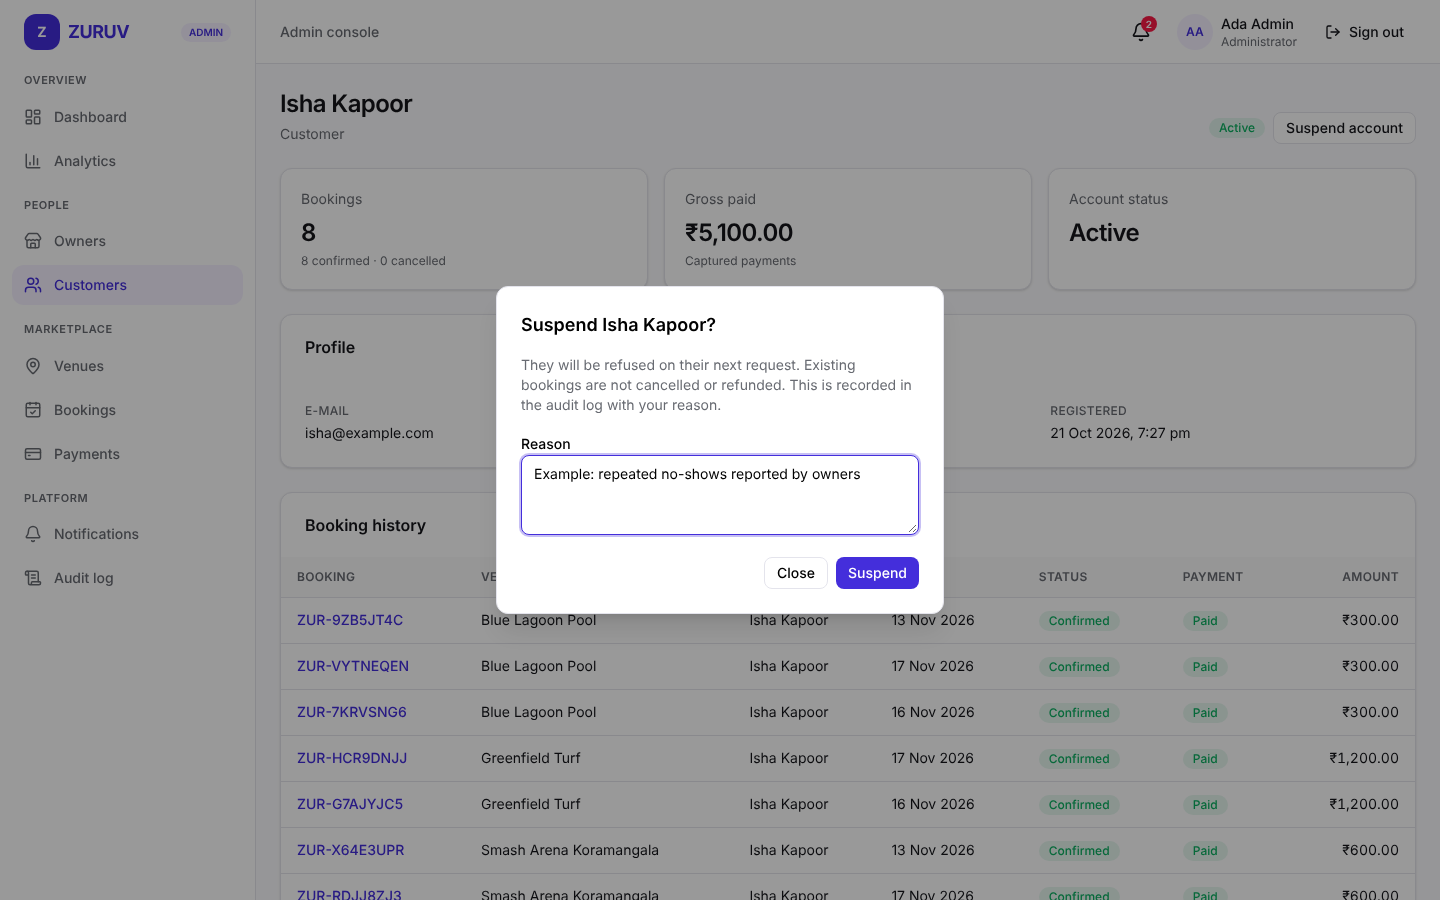 Z ZURUV ADMIN
Admin console
2
AA
Ada Admin
Administrator
Sign out
OVERVIEW
Dashboard
Analytics
PEOPLE
Owners
Customers
MARKETPLACE
Venues
Bookings
Payments
PLATFORM
Notifications
Audit log
Isha Kapoor
Customer
Active
Suspend account
Bookings
8
8 confirmed · 0 cancelled
Gross paid
₹5,100.00
Captured payments
Account status
Active
Profile
E-MAIL
isha@example.com
REGISTERED
21 Oct 2026, 7:27 pm
Suspend Isha Kapoor?
They will be refused on their next request. Existing
bookings are not cancelled or refunded. This is recorded in
the audit log with your reason.
Reason
Example: repeated no-shows reported by owners
Close Suspend
Booking history
BOOKING VE STATUS PAYMENT AMOUNT
ZUR-9ZB5JT4C Blue Lagoon Pool Isha Kapoor 13 Nov 2026 Confirmed Paid ₹300.00
ZUR-VYTNEQEN Blue Lagoon Pool Isha Kapoor 17 Nov 2026 Confirmed Paid ₹300.00
ZUR-7KRVSNG6 Blue Lagoon Pool Isha Kapoor 16 Nov 2026 Confirmed Paid ₹300.00
ZUR-HCR9DNJJ Greenfield Turf Isha Kapoor 17 Nov 2026 Confirmed Paid ₹1,200.00
ZUR-G7AJYJC5 Greenfield Turf Isha Kapoor 16 Nov 2026 Confirmed Paid ₹1,200.00
ZUR-X64E3UPR Smash Arena Koramangala Isha Kapoor 13 Nov 2026 Confirmed Paid ₹600.00
ZUR-RDJJ8ZJ3 Smash Arena Koramangala Isha Kapoor 17 Nov 2026 Confirmed Paid ₹600.00